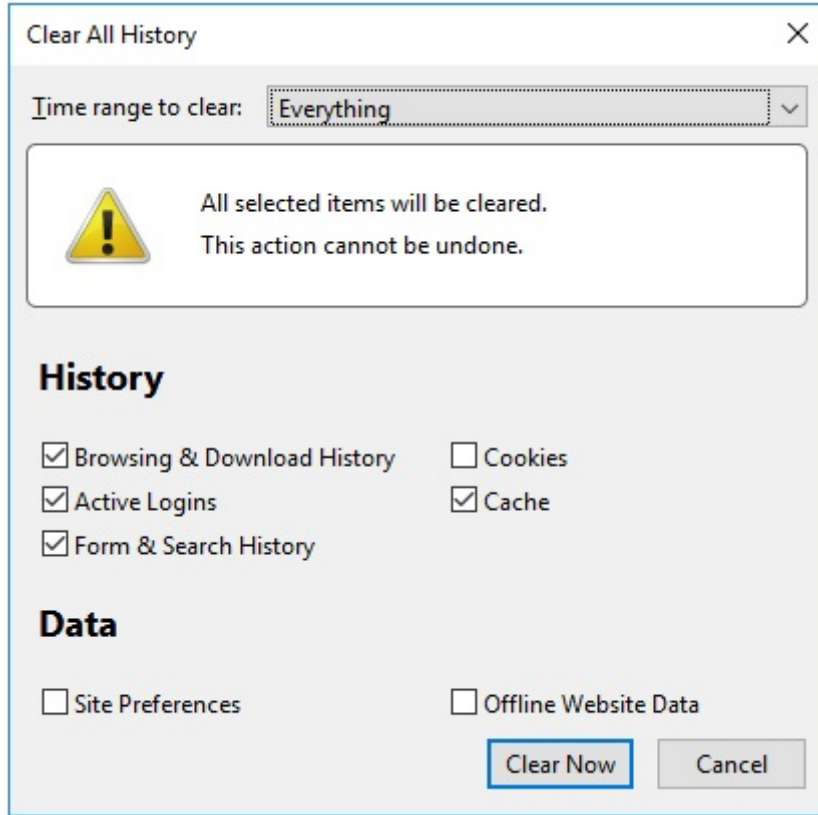 Clear All History
Time range to clear: Everything
All selected items will be cleared.
This action cannot be undone.
History
Browsing & Download History Cookies
Active Logins Cache
Form & Search History
Data
Site Preferences Offline Website Data
Clear Now Cancel